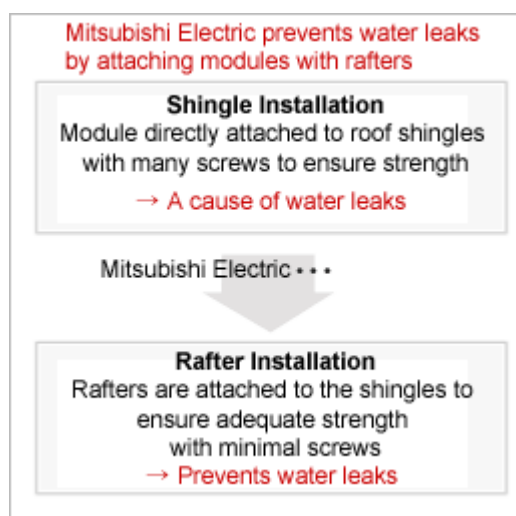 Mitsubishi Electric prevents water leaks
by attaching modules with rafters
Shingle Installation
Module directly attached to roof shingles
with many screws to ensure strength
→ A cause of water leaks
Mitsubishi Electric・・・
Rafter Installation
Rafters are attached to the shingles to
ensure adequate strength
with minimal screws
→ Prevents water leaks